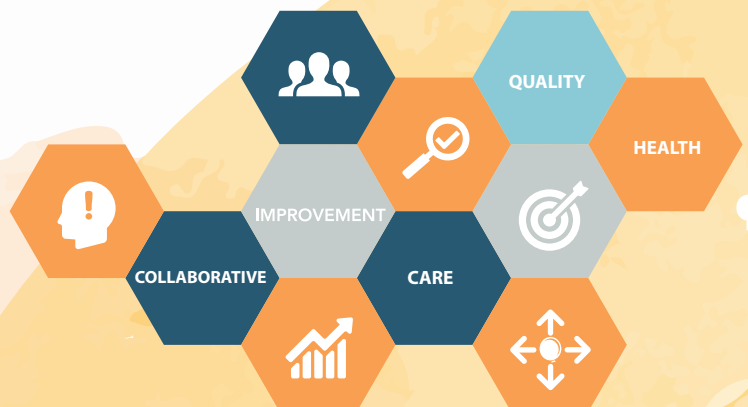 QUALITY
HEALTH
IMPROVEMENT
COLLABORATIVE
CARE